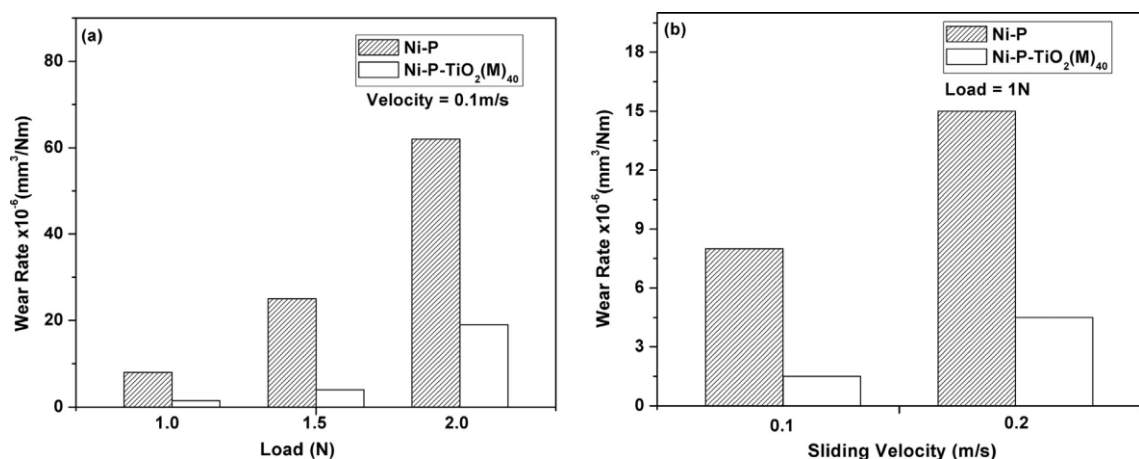 (a)
Ni-P
Ni-P-TiO₂(M)₄₀
Velocity = 0.1m/s
80
60
40
20
0
1.0 1.5 2.0
Load (N)
Wear Rate x10⁻⁶(mm³/Nm)
(b)
Ni-P
Ni-P-TiO₂(M)₄₀
Load = 1N
18
15
12
9
6
3
0
0.1 0.2
Sliding Velocity (m/s)
Wear Rate x10⁻⁶(mm³/Nm)